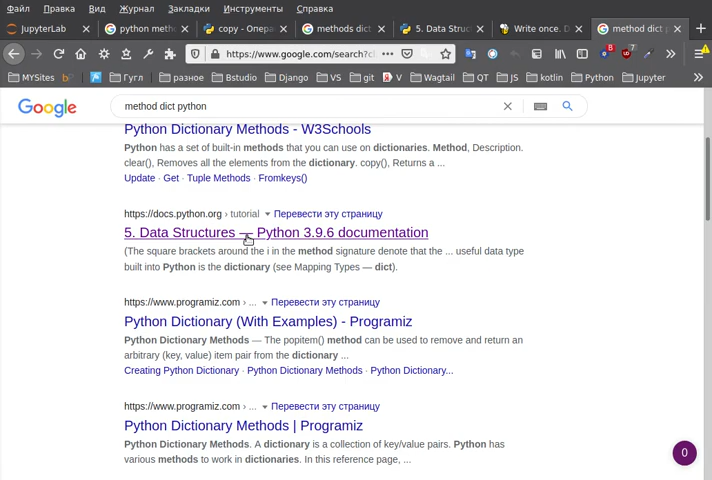 Файл Правка Вид Журнал Закладки Инструменты Справка
JupyterLab python meth copy - Опера methods dict 5. Data Struc Write once. D method dict p
https://www.google.com/search?cl
MYSites Гугл разное Bstudio Django VS git V Wagtail QT JS kotlin Python Jupyter
8 7
Google method dict python
Python Dictionary Methods - W3Schools
Python has a set of built-in methods that you can use on dictionaries. Method, Description.
clear(), Removes all the elements from the dictionary. copy(), Returns a ...
Update · Get · Tuple Methods · Fromkeys()
https://docs.python.org › tutorial Перевести эту страницу
5. Data Structures — Python 3.9.6 documentation
(The square brackets around the i in the method signature denote that the ... useful data type
built into Python is the dictionary (see Mapping Types — dict).
https://www.programiz.com › ... Перевести эту страницу
Python Dictionary (With Examples) - Programiz
Python Dictionary Methods — The popitem() method can be used to remove and return an
arbitrary (key, value) item pair from the dictionary ...
Creating Python Dictionary · Python Dictionary Methods · Python Dictionary...
https://www.programiz.com › ... Перевести эту страницу
Python Dictionary Methods | Programiz
Python Dictionary Methods. A dictionary is a collection of key/value pairs. Python has
various methods to work in dictionaries. In this reference page, ...
0